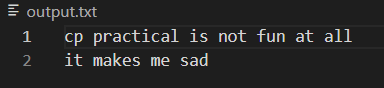 output.txt
1 cp practical is not fun at all
2 it makes me sad